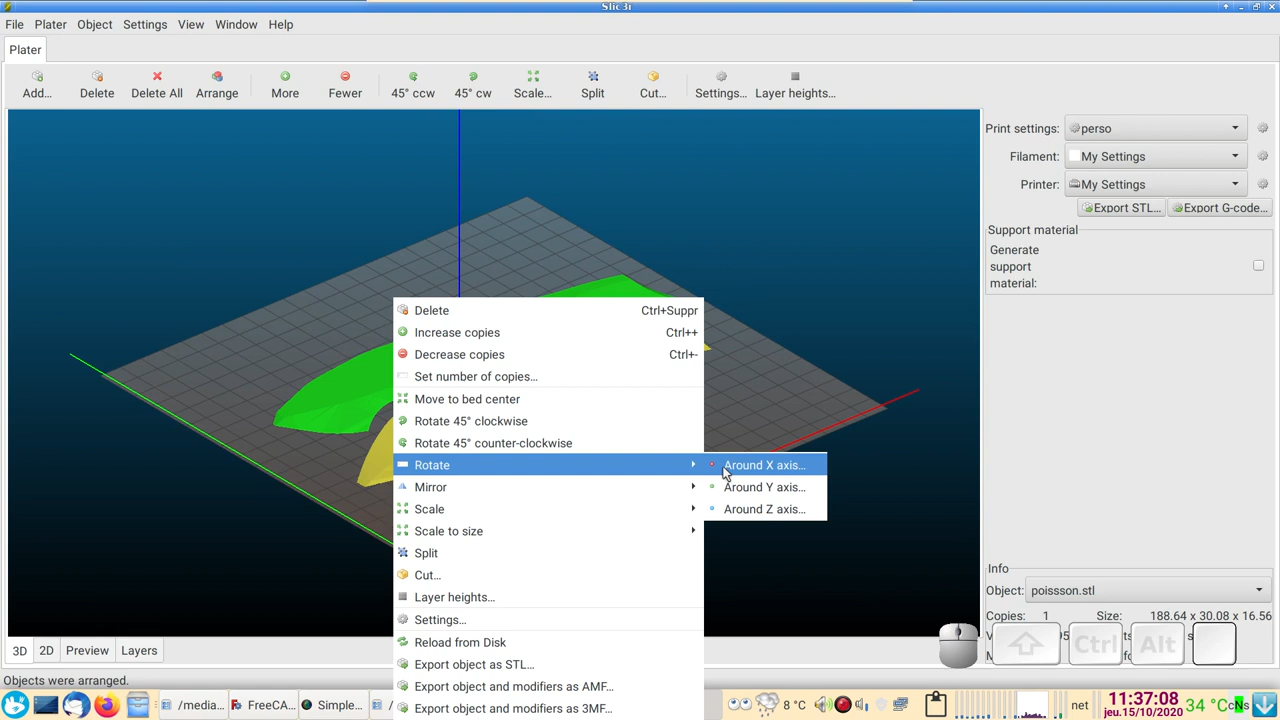 Slic3r
File Plater Object Settings View Window Help
Plater
Add... Delete Delete All Arrange More Fewer 45° ccw 45° cw Scale... Split Cut... Settings... Layer heights...
Print settings: perso
Filament: My Settings
Printer: My Settings
Export STL... Export G-code...
Support material
Generate
support
material:
Delete Ctrl+Suppr
Increase copies Ctrl++
Decrease copies Ctrl+-
Set number of copies...
Move to bed center
Rotate 45° clockwise
Rotate 45° counter-clockwise
Rotate
Mirror
Scale
Scale to size
Split
Cut...
Layer heights...
Settings...
Reload from Disk
Export object as STL...
Export object and modifiers as AMF...
Export object and modifiers as 3MF...
Around X axis...
Around Y axis...
Around Z axis...
Info
Object: poissson.stl
Copies: 1 Size: 188.64 x 30.08 x 16.56
Ctrl Alt
3D 2D Preview Layers
Objects were arranged.
/media... FreeCA... Simple... 8 °C net 11:37:08 34 °C
jeu.15/10/2020